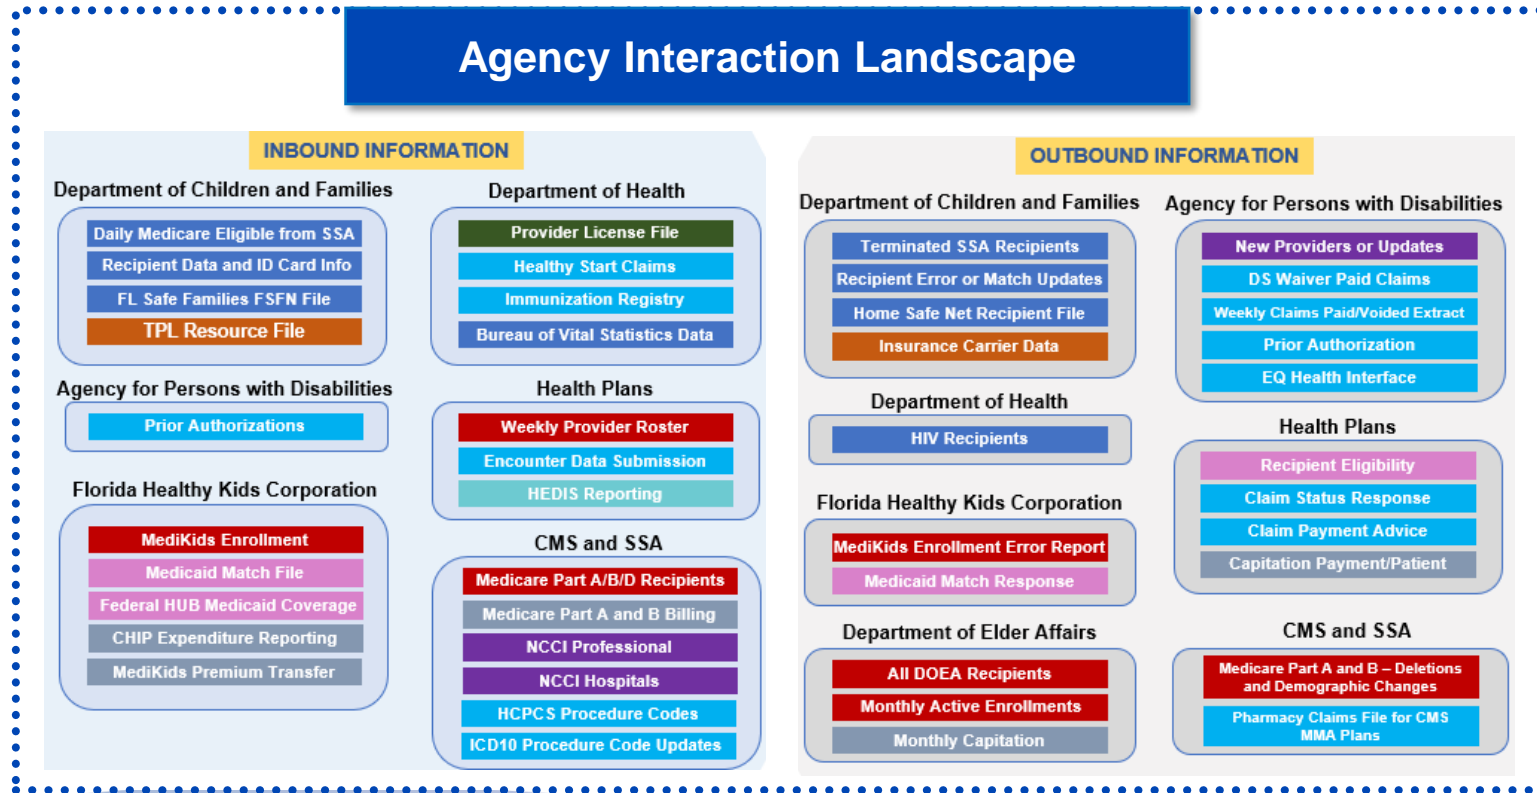 Agency Interaction Landscape
INBOUND INFORMATION
Department of Children and Families
Daily Medicare Eligible from SSA
Recipient Data and ID Card Info
FL Safe Families FSFN File
TPL Resource File
Agency for Persons with Disabilities
Prior Authorizations
Florida Healthy Kids Corporation
MediKids Enrollment
Medicaid Match File
Federal HUB Medicaid Coverage
CHIP Expenditure Reporting
MediKids Premium Transfer
Department of Health
Provider License File
Healthy Start Claims
Immunization Registry
Bureau of Vital Statistics Data
Health Plans
Weekly Provider Roster
Encounter Data Submission
HEDIS Reporting
CMS and SSA
Medicare Part A/B/D Recipients
Medicare Part A and B Billing
NCCI Professional
NCCI Hospitals
HCPCS Procedure Codes
ICD10 Procedure Code Updates
OUTBOUND INFORMATION
Department of Children and Families
Terminated SSA Recipients
Recipient Error or Match Updates
Home Safe Net Recipient File
Insurance Carrier Data
Department of Health
HIV Recipients
Florida Healthy Kids Corporation
MediKids Enrollment Error Report
Medicaid Match Response
Department of Elder Affairs
All DOEA Recipients
Monthly Active Enrollments
Monthly Capitation
Agency for Persons with Disabilities
New Providers or Updates
DS Waiver Paid Claims
Weekly Claims Paid/Voided Extract
Prior Authorization
EQ Health Interface
Health Plans
Recipient Eligibility
Claim Status Response
Claim Payment Advice
Capitation Payment/Patient
CMS and SSA
Medicare Part A and B – Deletions
and Demographic Changes
Pharmacy Claims File for CMS
MMA Plans